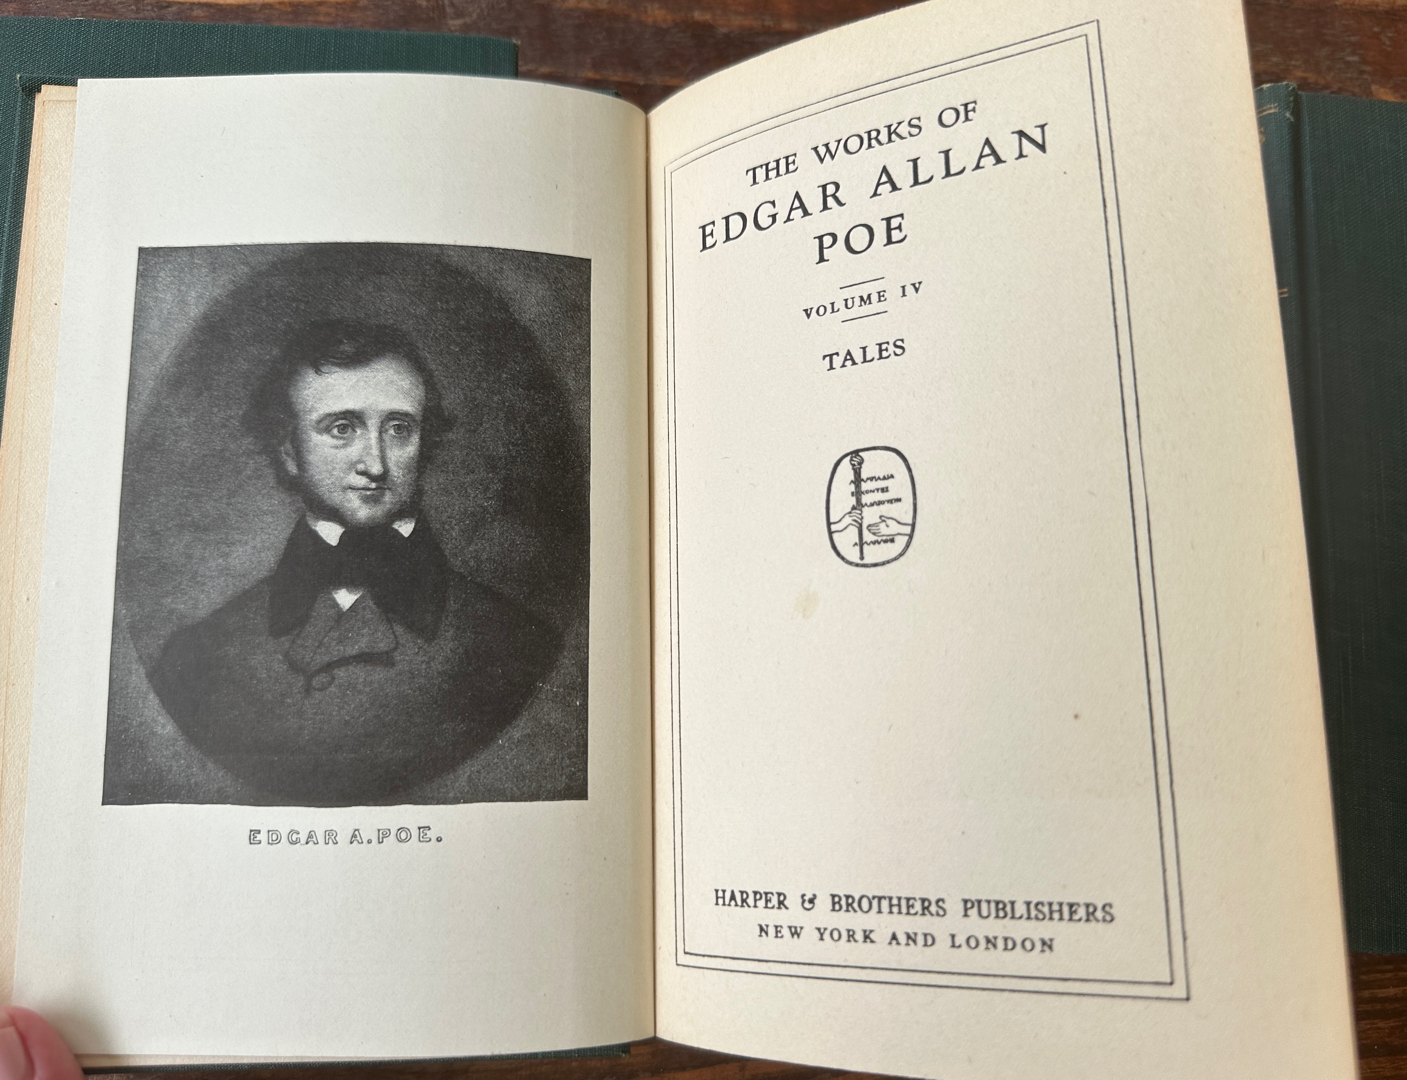 EDGAR A. POE.
THE WORKS OF
EDGAR ALLAN
POE
VOLUME IV
TALES
HARPER & BROTHERS PUBLISHERS
NEW YORK AND LONDON